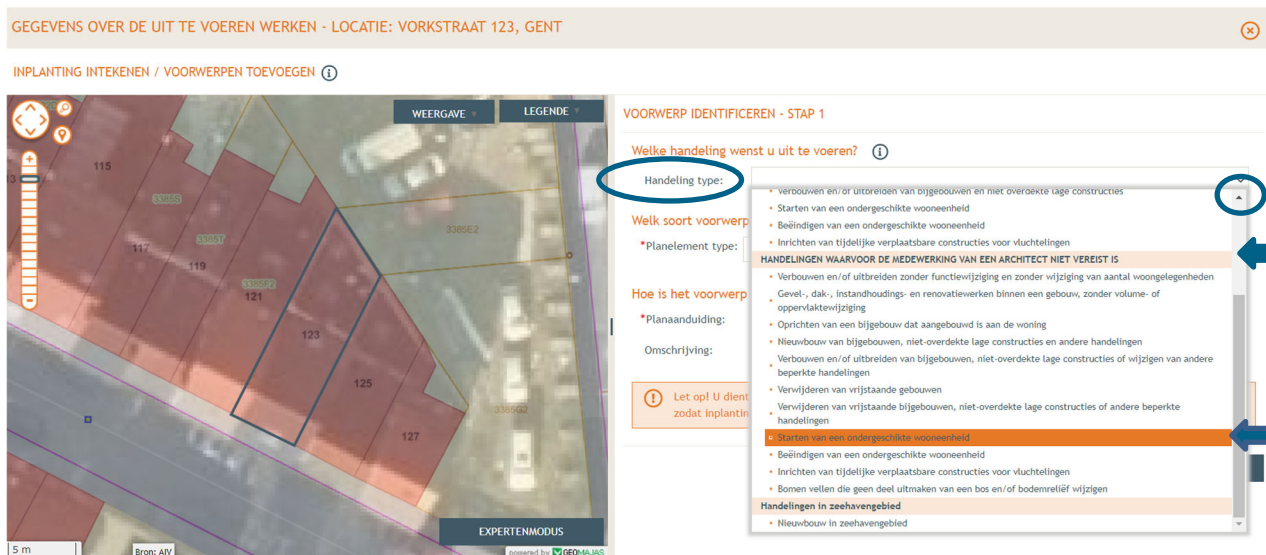 GEGEVENS OVER DE UIT TE VOEREN WERKEN - LOCATIE: VORKSTRAAT 123, GENT
INPLANTING INTEKENEN / VOORWERPEN TOEVOEGEN
WEERGAVE
LEGENDE
115
3385S
3385T
117
119
3385E2
3385F2
121
123
125
3385G2
127
EXPERTENMODUS
5 m
Bron: AIV
powered by GEOMAJAS
VOORWERP IDENTIFICEREN - STAP 1
Welke handeling wenst u uit te voeren?
Handeling type:
Verbouwen en/of uitbreiden van bijgebouwen en niet overdekte lage constructies
Starten van een ondergeschikte wooneenheid
Beëindigen van een ondergeschikte wooneenheid
Inrichten van tijdelijke verplaatsbare constructies voor vluchtelingen
HANDELINGEN WAARVOOR DE MEDEWERKING VAN EEN ARCHITECT NIET VEREIST IS
Verbouwen en/of uitbreiden zonder functiewijziging en zonder wijziging van aantal woongelegenheden
Gevel-, dak-, instandhoudings- en renovatiewerken binnen een gebouw, zonder volume- of
oppervlaktewijziging
Oprichten van een bijgebouw dat aangebouwd is aan de woning
Nieuwbouw van bijgebouwen, niet-overdekte lage constructies en andere handelingen
Verbouwen en/of uitbreiden van bijgebouwen, niet-overdekte lage constructies of wijzigen van andere
beperkte handelingen
Verwijderen van vrijstaande gebouwen
Verwijderen van vrijstaande bijgebouwen, niet-overdekte lage constructies of andere beperkte
handelingen
Starten van een ondergeschikte wooneenheid
Beëindigen van een ondergeschikte wooneenheid
Inrichten van tijdelijke verplaatsbare constructies voor vluchtelingen
Bomen vellen die geen deel uitmaken van een bos en/of bodemreliëf wijzigen
Handelingen in zeehavengebied
Nieuwbouw in zeehavengebied
Welk soort voorwerp
*Planelement type:
Hoe is het voorwerp
*Planaanduiding:
Omschrijving:
Let op! U dient
zodat inplantin